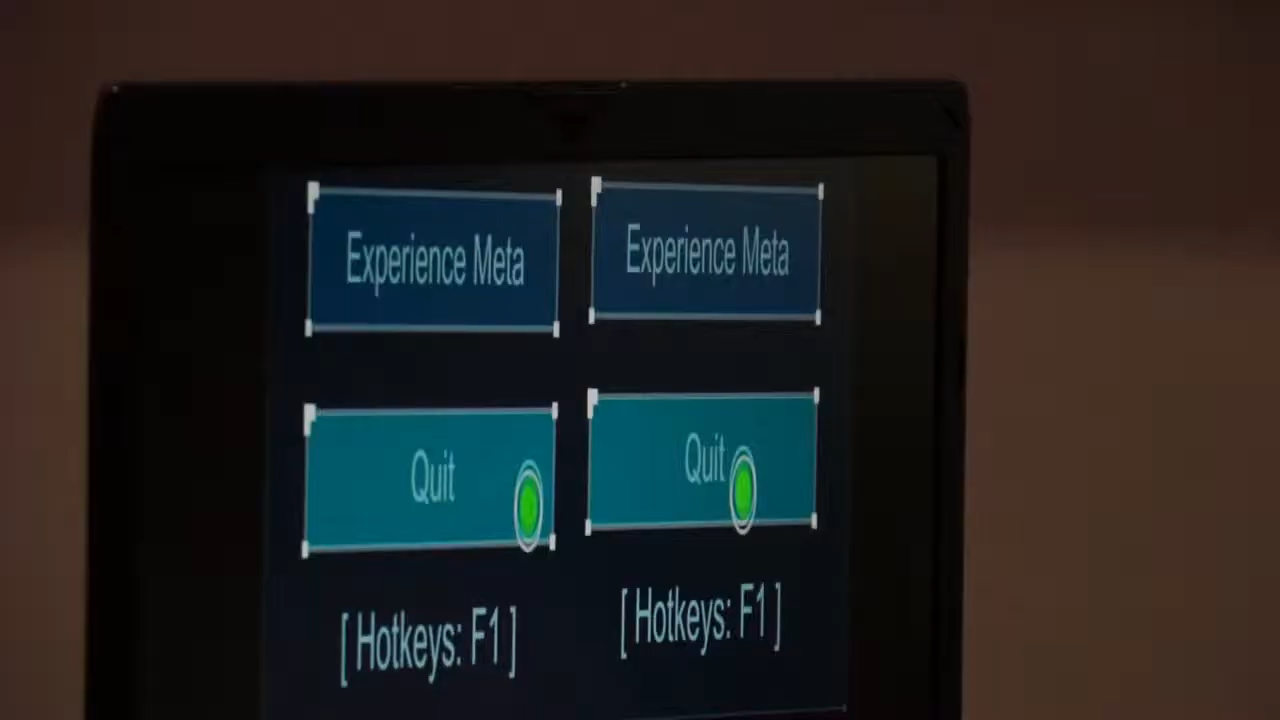 Experience Meta
Experience Meta
Quit
Quit
[ Hotkeys: F1 ]
[ Hotkeys: F1 ]